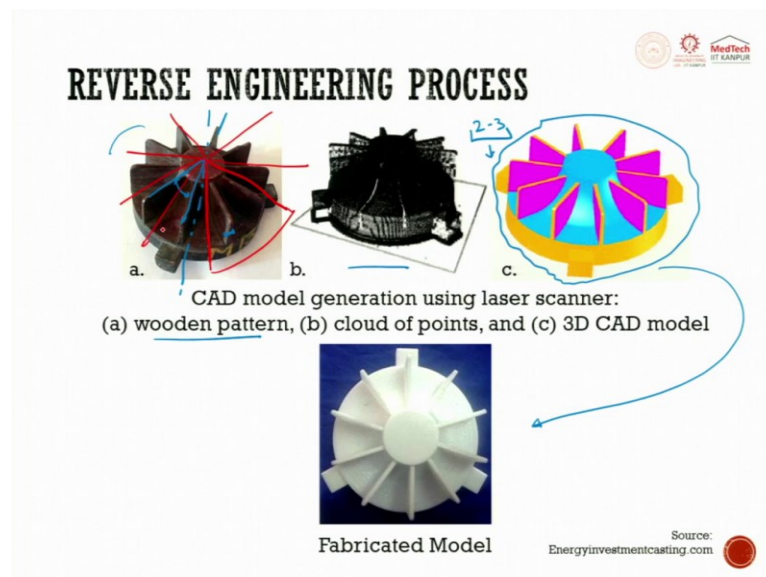 MedTech
IIT KANPUR
REVERSE ENGINEERING PROCESS
2-3
a.
b.
c.
CAD model generation using laser scanner:
(a) wooden pattern, (b) cloud of points, and (c) 3D CAD model
Fabricated Model
Source:
Energyinvestmentcasting.com